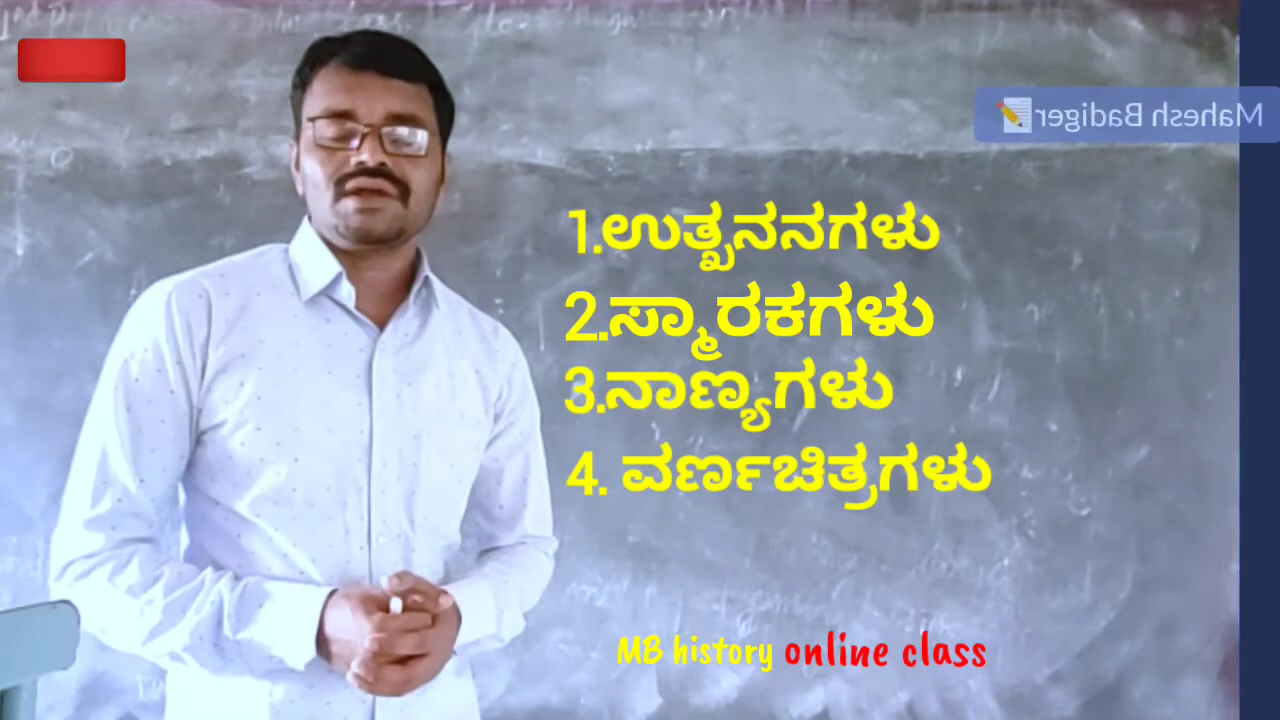 Mahesh Badiger
1.ಉತ್ಖನನಗಳು
2.ಸ್ಮಾರಕಗಳು
3.ನಾಣ್ಯಗಳು
4. ವರ್ಣಚಿತ್ರಗಳು
MB history online class